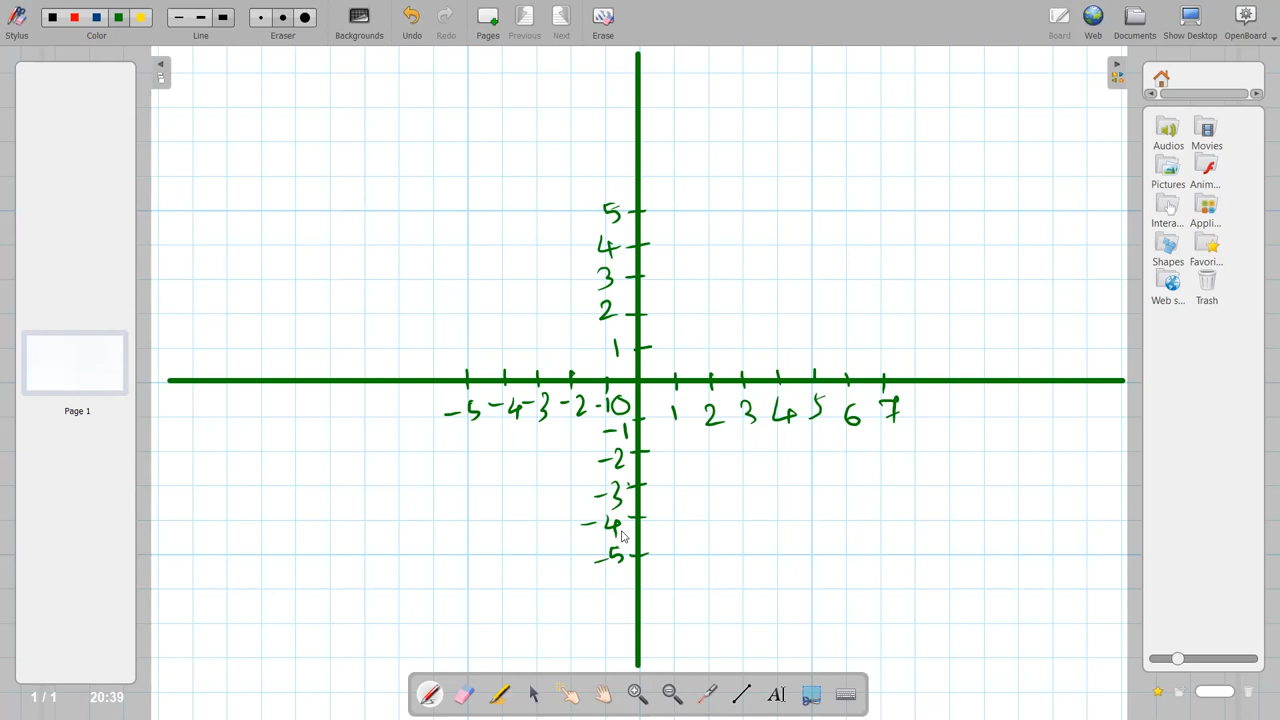 Stylus Color Line Eraser Backgrounds Undo Redo Pages Previous Next Erase Board Web Documents Show Desktop OpenBoard
Audios Movies
Pictures Anim...
Intera... Appli...
Shapes Favori...
Web s... Trash
5
4
3
2
1
-5 -4 -3 -2 -1 0 1 2 3 4 5 6 7
-1
-2
-3
-4
-5
Page 1
1 / 1 20:39
A